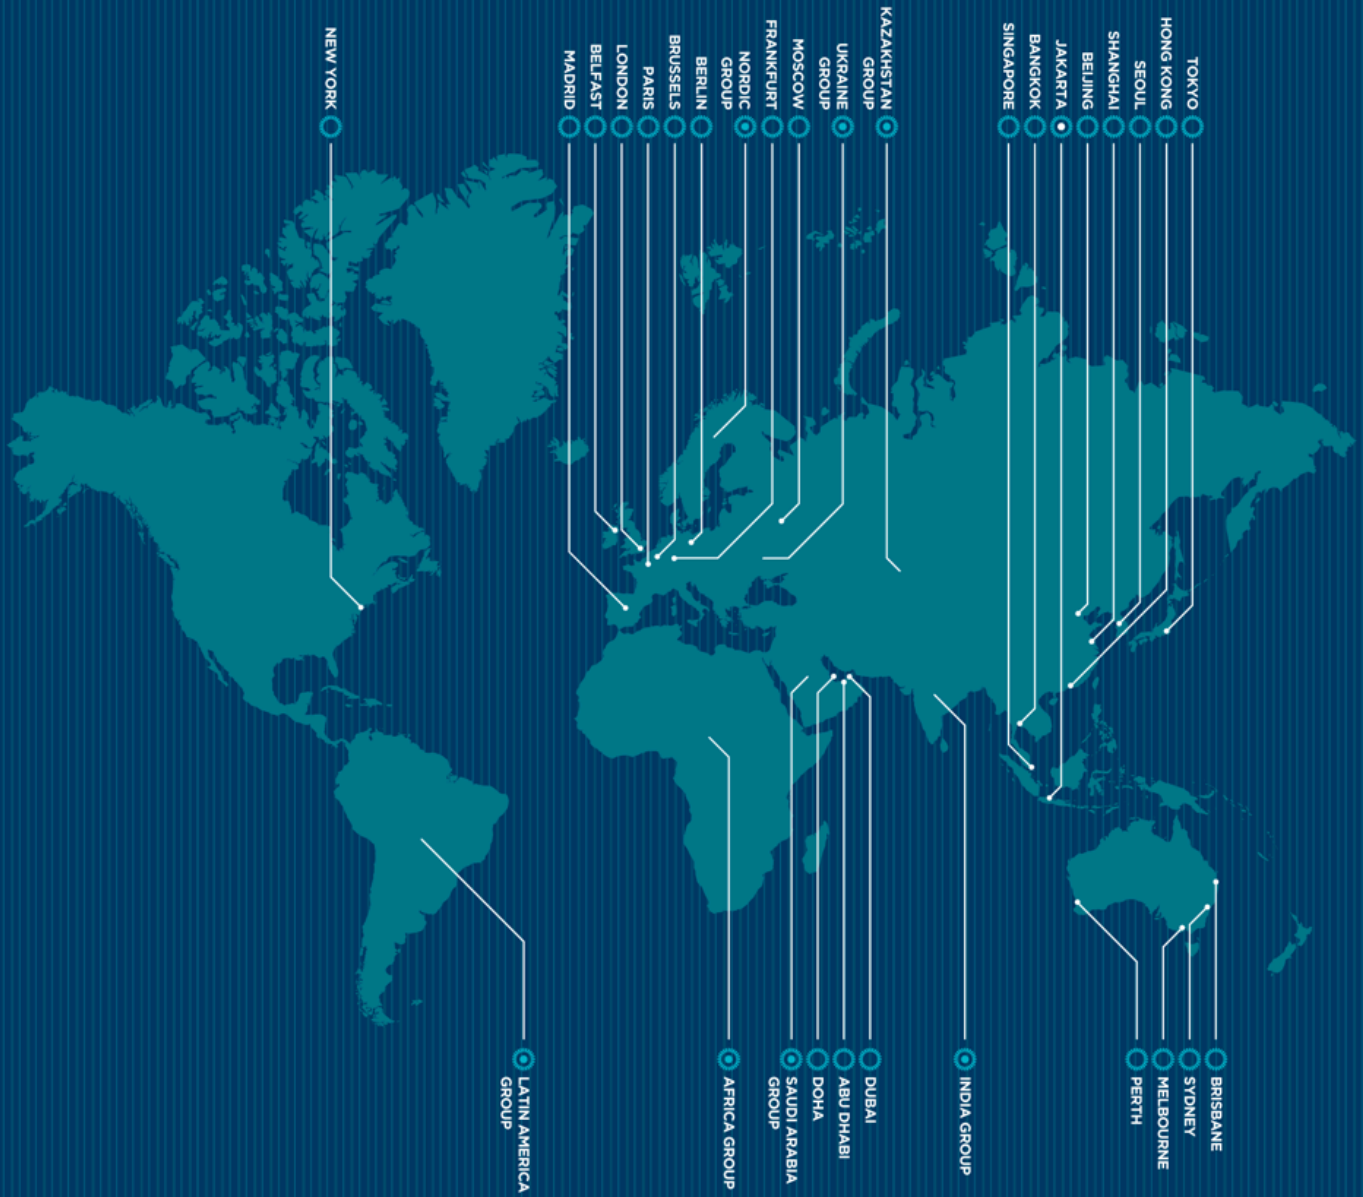 NEW YORK
MADRID
BELFAST
LONDON
PARIS
BRUSSELS
BERLIN
NORDIC
GROUP
FRANKFURT
MOSCOW
UKRAINE
GROUP
KAZAKHSTAN
GROUP
SINGAPORE
BANGKOK
JAKARTA
BEIJING
SHANGHAI
SEOUL
HONG KONG
TOKYO
LATIN AMERICA
GROUP
AFRICA GROUP
SAUDI ARABIA
GROUP
DOHA
ABU DHABI
DUBAI
INDIA GROUP
PERTH
MELBOURNE
SYDNEY
BRISBANE